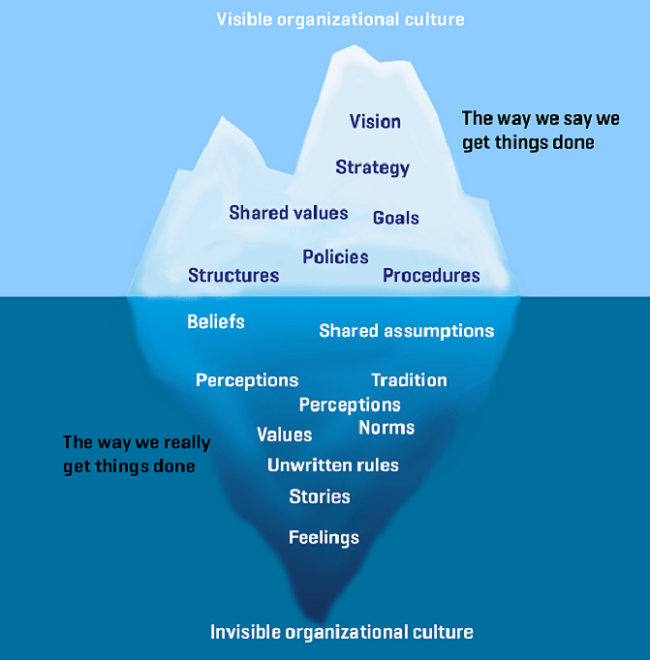 Visible organizational culture
Vision
The way we say we
get things done
Strategy
Shared values
Goals
Policies
Structures
Procedures
Beliefs
Shared assumptions
Perceptions
Tradition
Perceptions
Norms
Values
The way we really
get things done
Unwritten rules
Stories
Feelings
Invisible organizational culture